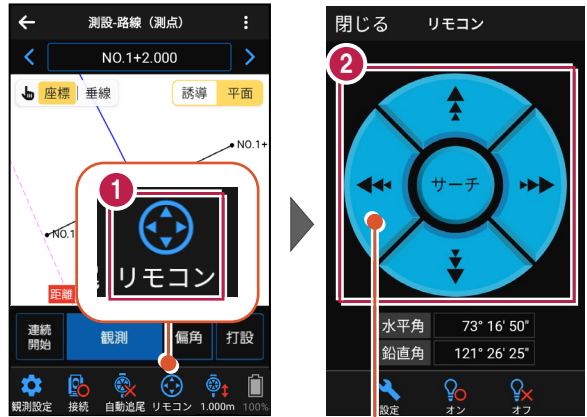 測設-路線（測点）
NO.1+2.000
座標 垂線
誘導 平面
NO.1+
NO.1
距離
1
リモコン
連続
開始
観測
偏角
打設
観測設定 接続 自動追尾 リモコン 1.000m 100%
閉じる リモコン
2
サーチ
水平角 73° 16' 50"
鉛直角 121° 26' 25"
設定 オン オフ